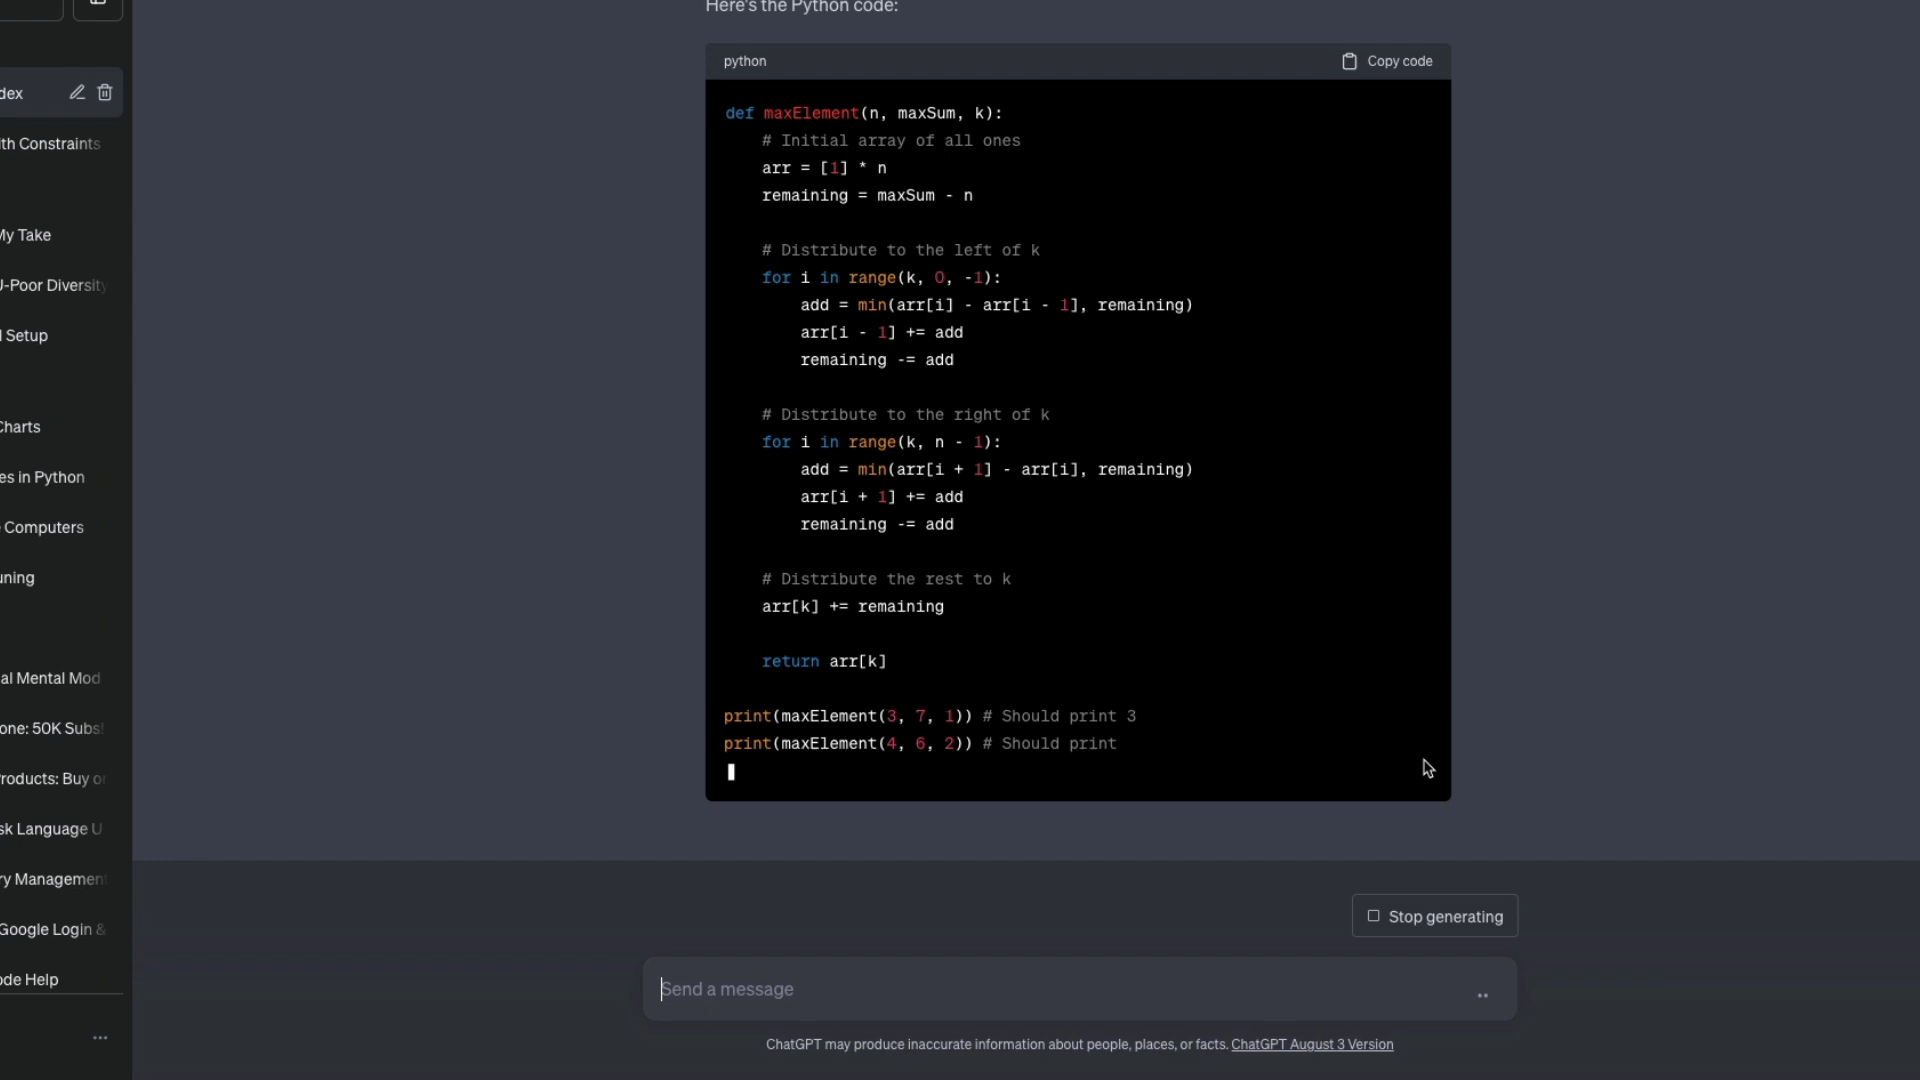 dex
ith Constraints
My Take
U-Poor Diversity
l Setup
Charts
es in Python
Computers
uning
al Mental Mod
one: 50K Subs!
roducts: Buy o
sk Language U
ry Management
Google Login &
ode Help
...
Here's the Python code:
python
Copy code
def maxElement(n, maxSum, k):
    # Initial array of all ones
    arr = [1] * n
    remaining = maxSum - n
    # Distribute to the left of k
    for i in range(k, 0, -1):
        add = min(arr[i] - arr[i - 1], remaining)
        arr[i - 1] += add
        remaining -= add
    # Distribute to the right of k
    for i in range(k, n - 1):
        add = min(arr[i + 1] - arr[i], remaining)
        arr[i + 1] += add
        remaining -= add
    # Distribute the rest to k
    arr[k] += remaining
    return arr[k]
print(maxElement(3, 7, 1)) # Should print 3
print(maxElement(4, 6, 2)) # Should print
Stop generating
Send a message
ChatGPT may produce inaccurate information about people, places, or facts. ChatGPT August 3 Version